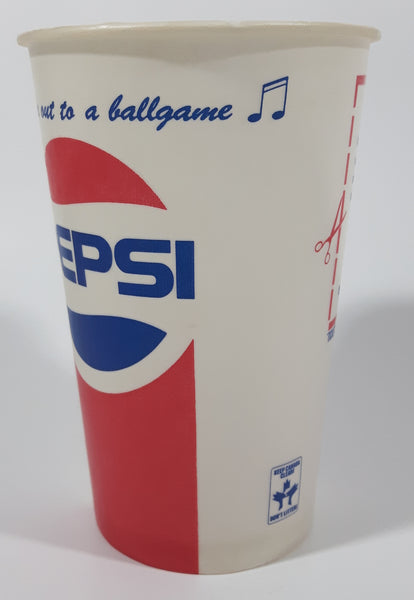 out to a ballgame
EPSI
KEEP CANADA
CLEAN
DON'T LITTER